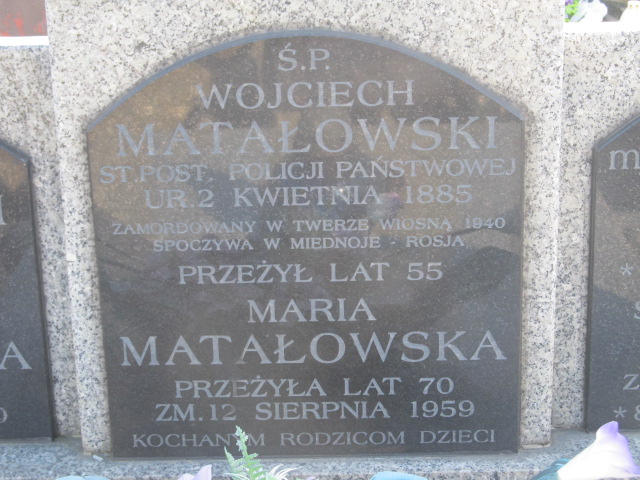 Ś.P.
WOJCIECH
MATAŁOWSKI
ST. POST. POLICJI PAŃSTWOWEJ
UR. 2 KWIETNIA 1885
ZAMORDOWANY W TWERZE WIOSNĄ 1940
SPOCZYWA W MIEDNOJE - ROSJA
PRZEŻYŁ LAT 55
MARIA
MATAŁOWSKA
PRZEŻYŁA LAT 70
ZM. 12 SIERPNIA 1959
KOCHANYM RODZICOM DZIECI